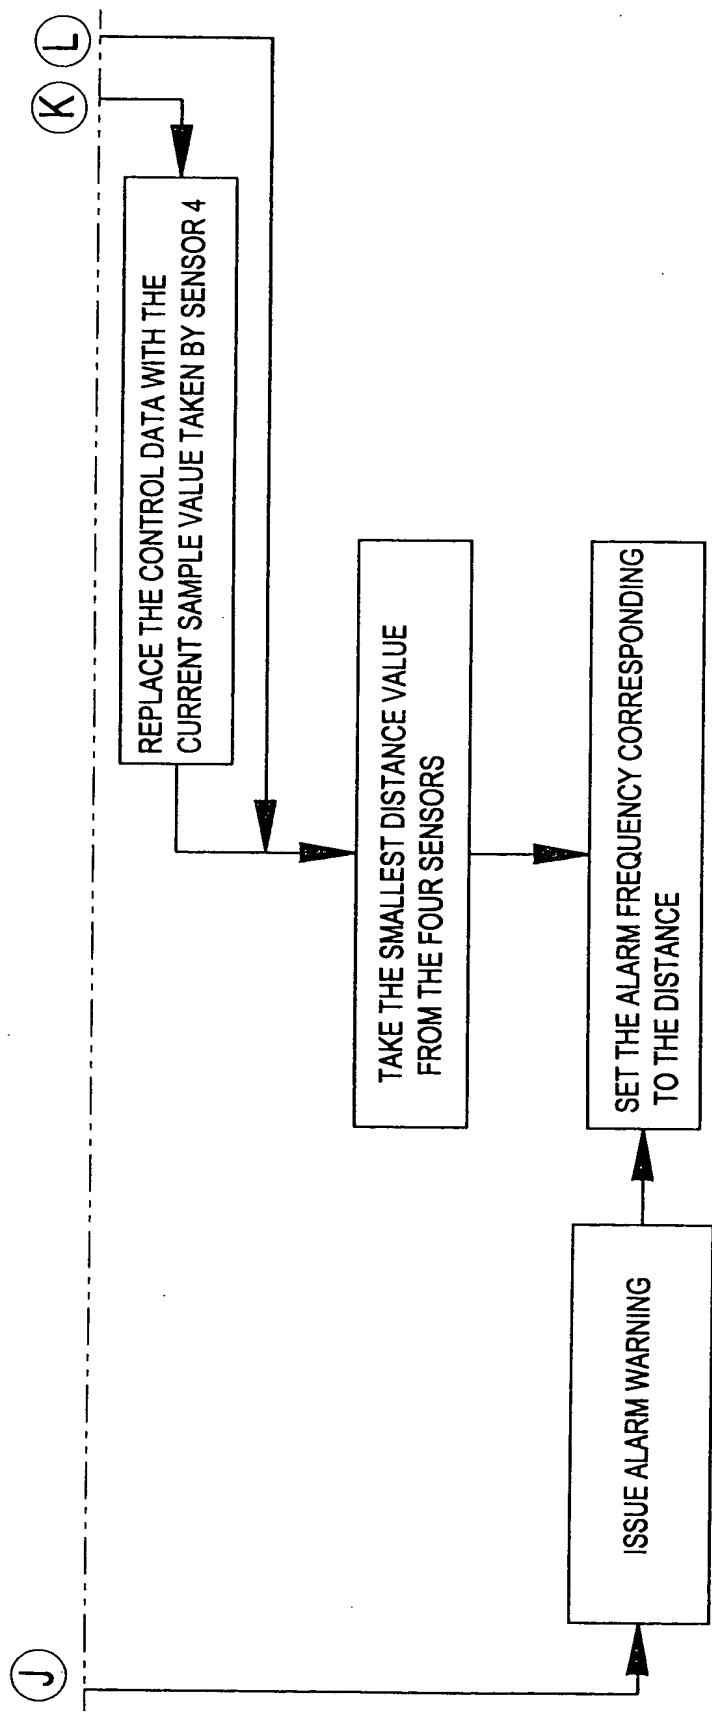 J
K
L
REPLACE THE CONTROL DATA WITH THE
CURRENT SAMPLE VALUE TAKEN BY SENSOR 4
TAKE THE SMALLEST DISTANCE VALUE
FROM THE FOUR SENSORS
ISSUE ALARM WARNING
SET THE ALARM FREQUENCY CORRESPONDING
TO THE DISTANCE